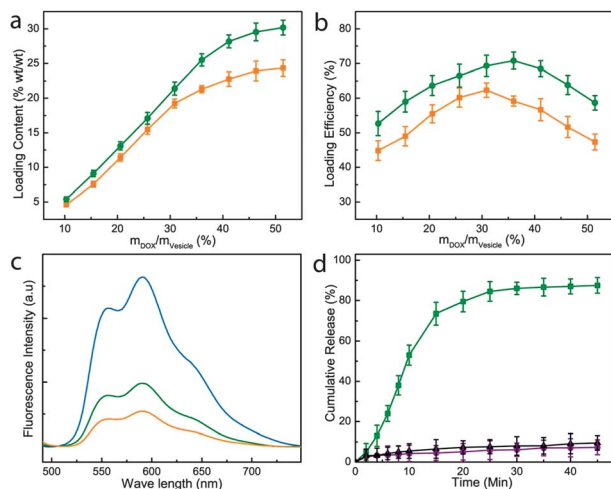 a
Loading Content (% wt/wt)
30
25
20
15
10
5
10 20 30 40 50
mDOX/mVesicle (%)
b
Loading Efficiency (%)
90
80
70
60
50
40
30
10 20 30 40 50
mDOX/mVesicle (%)
c
Fluorescence Intensity (a.u)
500 550 600 650 700
Wave length (nm)
d
Cumulative Release (%)
100
80
60
40
20
0
0 10 20 30 40
Time (Min)